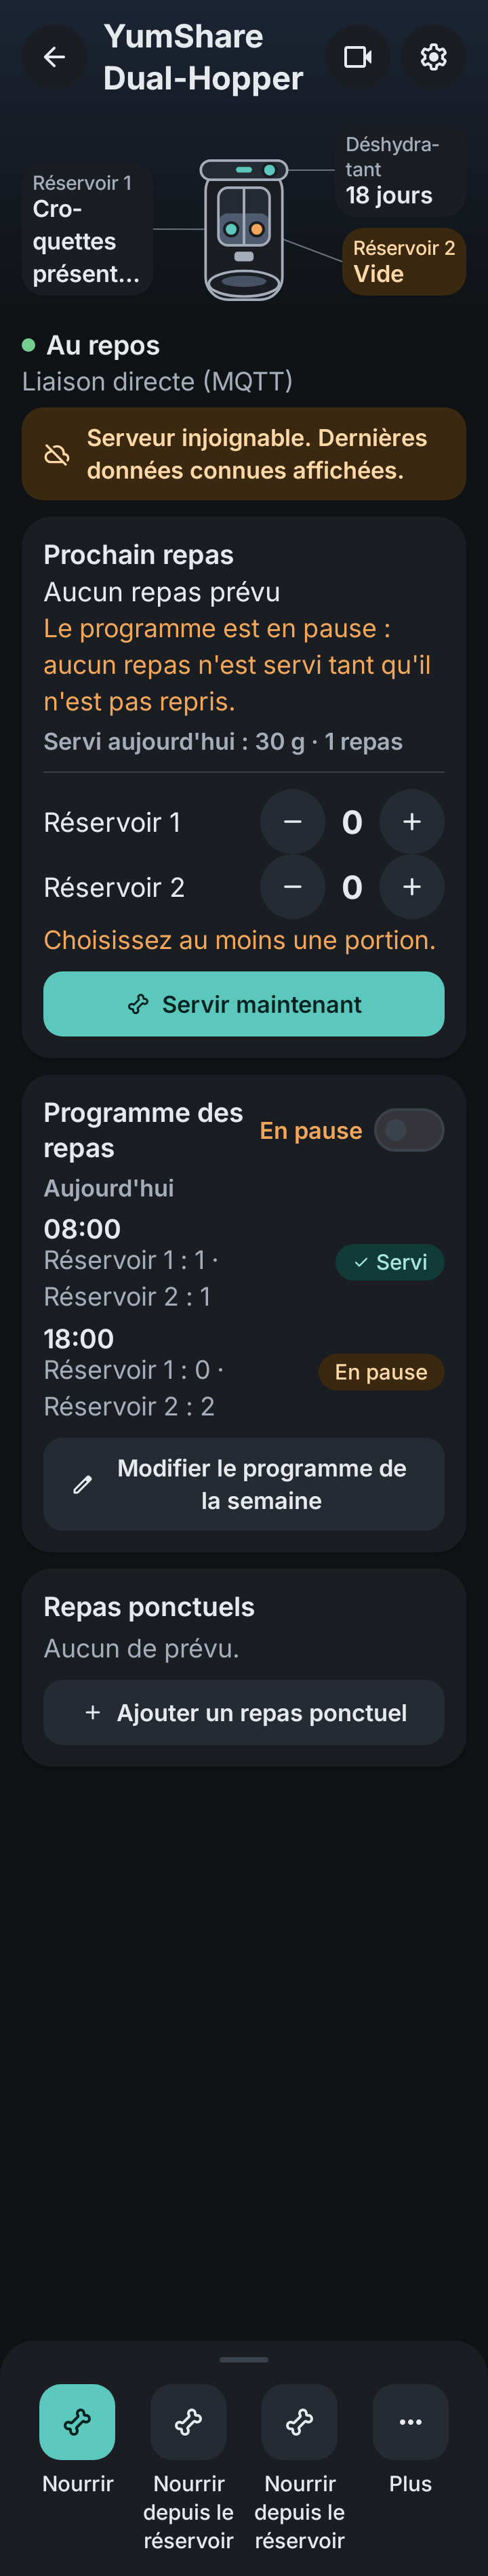 YumShare
Dual-Hopper
Déshydra-
tant
18 jours
Réservoir 1
Cro-
quettes
présent…
Réservoir 2
Vide
Au repos
Liaison directe (MQTT)
Serveur injoignable. Dernières
données connues affichées.
Prochain repas
Aucun repas prévu
Le programme est en pause :
aucun repas n'est servi tant qu'il
n'est pas repris.
Servi aujourd'hui : 30 g · 1 repas
Réservoir 1
0
Réservoir 2
0
Choisissez au moins une portion.
Servir maintenant
Programme des
repas
En pause
Aujourd'hui
08:00
Réservoir 1 : 1 ·
Réservoir 2 : 1
Servi
18:00
Réservoir 1 : 0 ·
Réservoir 2 : 2
En pause
Modifier le programme de
la semaine
Repas ponctuels
Aucun de prévu.
Ajouter un repas ponctuel
Nourrir
Nourrir
depuis le
réservoir
Nourrir
depuis le
réservoir
Plus